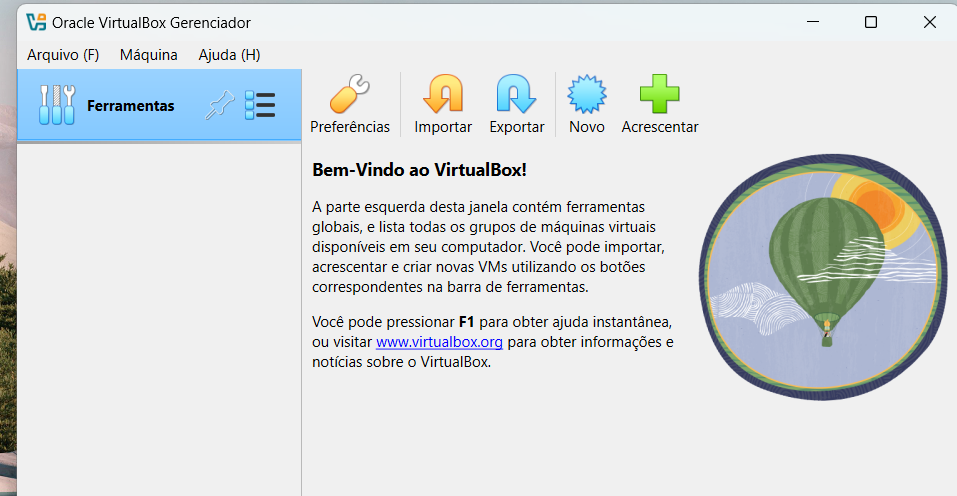 Oracle VirtualBox Gerenciador
Arquivo (F) Máquina Ajuda (H)
Ferramentas
Preferências Importar Exportar Novo Acrescentar
Bem-Vindo ao VirtualBox!
A parte esquerda desta janela contém ferramentas
globais, e lista todas os grupos de máquinas virtuais
disponíveis em seu computador. Você pode importar,
acrescentar e criar novas VMs utilizando os botões
correspondentes na barra de ferramentas.
Você pode pressionar F1 para obter ajuda instantânea,
ou visitar www.virtualbox.org para obter informações e
notícias sobre o VirtualBox.